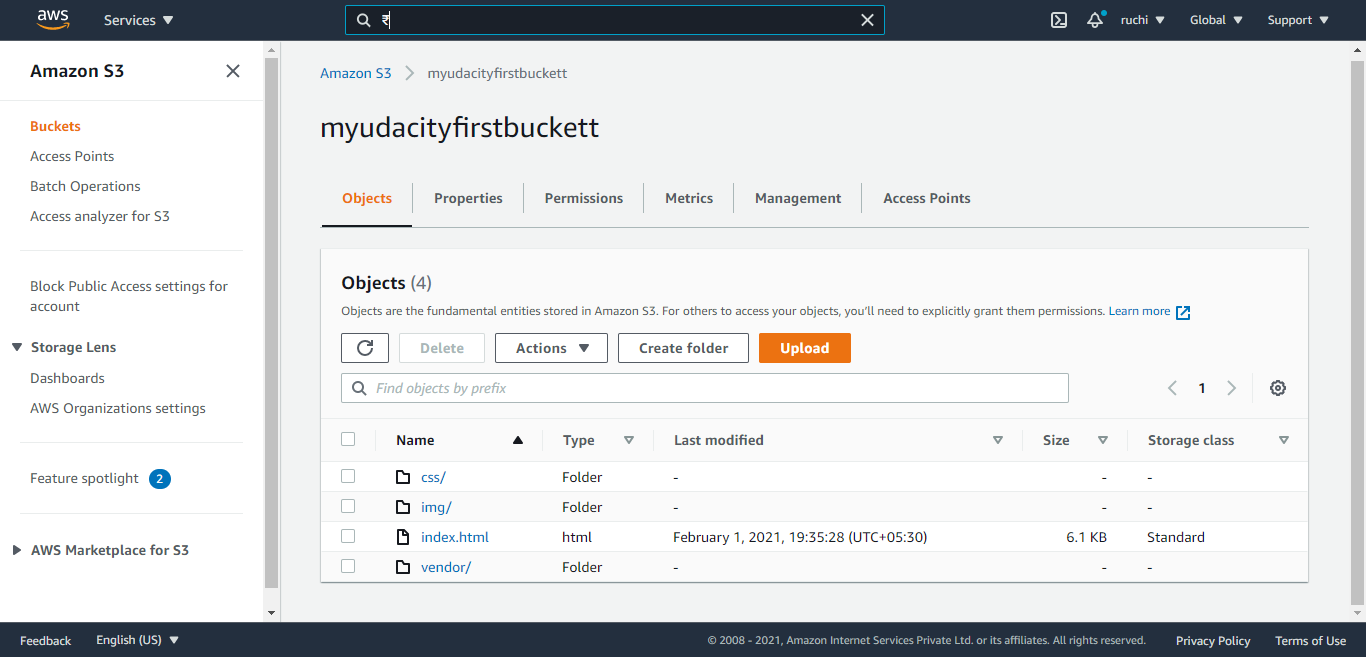 aws Services ₹ ruchi Global Support
Amazon S3
Buckets
Access Points
Batch Operations
Access analyzer for S3
Block Public Access settings for
account
Storage Lens
Dashboards
AWS Organizations settings
Feature spotlight 2
AWS Marketplace for S3
Amazon S3 myudacityfirstbuckett
myudacityfirstbuckett
Objects Properties Permissions Metrics Management Access Points
Objects (4)
Objects are the fundamental entities stored in Amazon S3. For others to access your objects, you'll need to explicitly grant them permissions. Learn more
Delete Actions Create folder Upload
Find objects by prefix 1
Name Type Last modified Size Storage class
css/ Folder - - -
img/ Folder - - -
index.html html February 1, 2021, 19:35:28 (UTC+05:30) 6.1 KB Standard
vendor/ Folder - - -
Feedback English (US) © 2008 - 2021, Amazon Internet Services Private Ltd. or its affiliates. All rights reserved. Privacy Policy Terms of Use